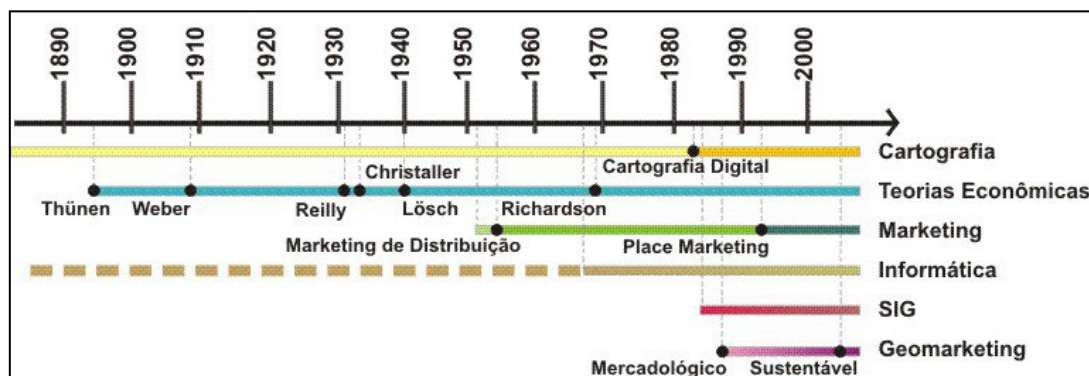 1890 1900 1910 1920 1930 1940 1950 1960 1970 1980 1990 2000
Cartografia
Christaller Cartografia Digital
Teorias Econômicas
Thünen Weber Reilly Lösch Richardson
Marketing
Marketing de Distribuição Place Marketing
Informática
SIG
Geomarketing
Mercadológico Sustentável